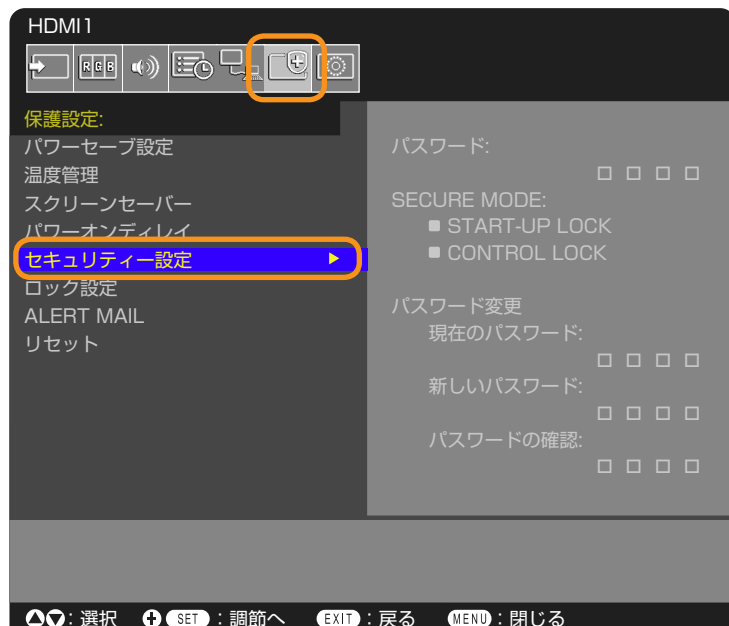 HDMI1
RGB
保護設定:
パワーセーブ設定
温度管理
スクリーンセーバー
パワーオンディレイ
セキュリティー設定
ロック設定
ALERT MAIL
リセット
パスワード:
SECURE MODE:
START-UP LOCK
CONTROL LOCK
パスワード変更
現在のパスワード:
新しいパスワード:
パスワードの確認:
: 選択 SET : 調節へ EXIT : 戻る MENU : 閉じる